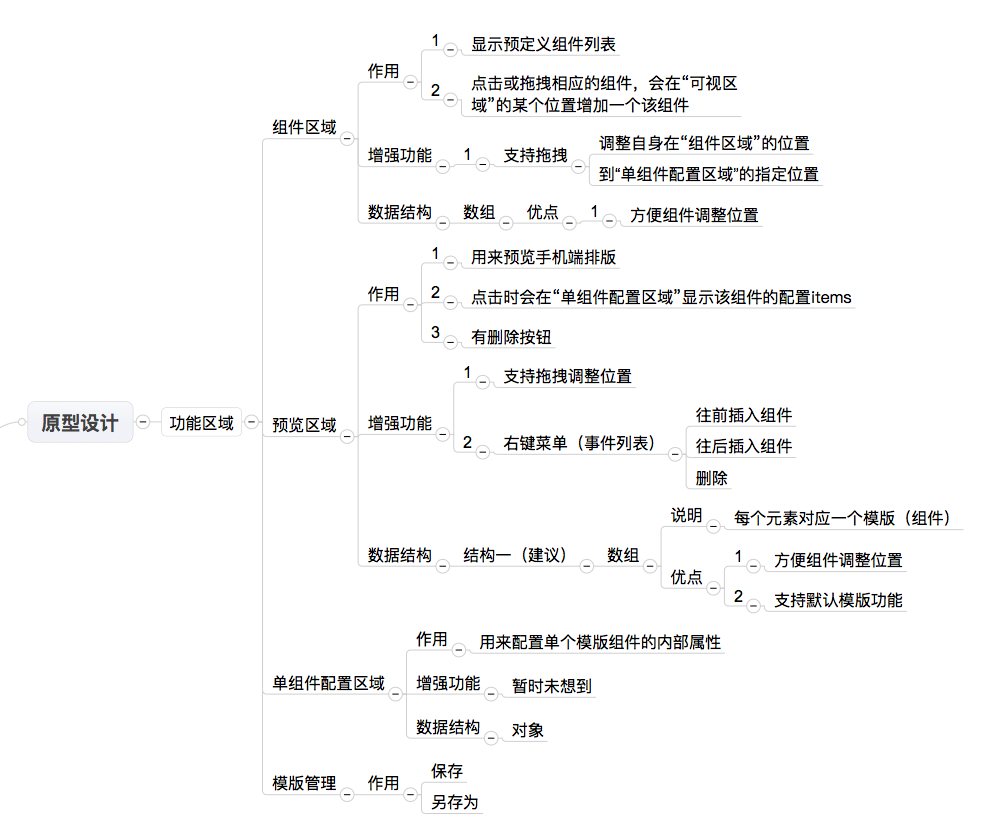 原型设计
功能区域
组件区域
作用
1
显示预定义组件列表
2
点击或拖拽相应的组件，会在“可视区
域”的某个位置增加一个该组件
增强功能
1
支持拖拽
调整自身在“组件区域”的位置
到“单组件配置区域”的指定位置
数据结构
数组
优点
1
方便组件调整位置
预览区域
作用
1
用来预览手机端排版
2
点击时会在“单组件配置区域”显示该组件的配置items
3
有删除按钮
增强功能
1
支持拖拽调整位置
2
右键菜单（事件列表）
往前插入组件
往后插入组件
删除
数据结构
结构一（建议）
数组
说明
每个元素对应一个模版（组件）
优点
1
方便组件调整位置
2
支持默认模版功能
单组件配置区域
作用
用来配置单个模版组件的内部属性
增强功能
暂时未想到
数据结构
对象
模版管理
作用
保存
另存为